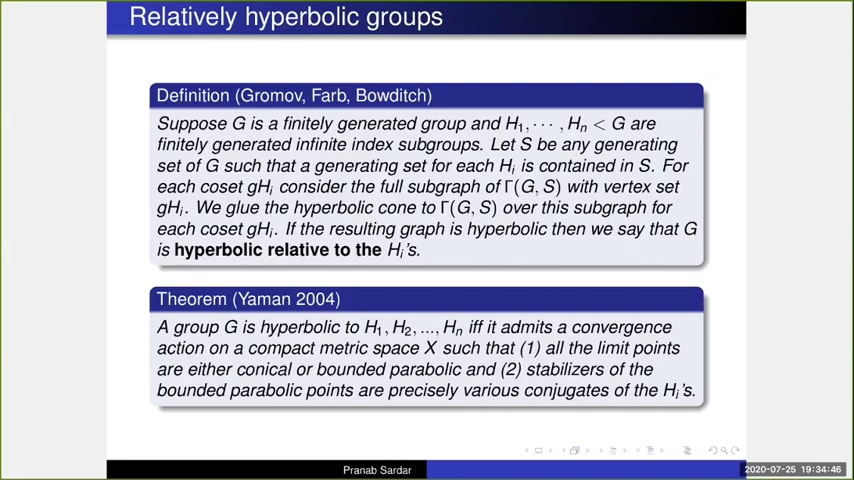 Relatively hyperbolic groups
Definition (Gromov, Farb, Bowditch)
Suppose G is a finitely generated group and H₁, ⋯ , Hₙ < G are
finitely generated infinite index subgroups. Let S be any generating
set of G such that a generating set for each Hᵢ is contained in S. For
each coset gHᵢ consider the full subgraph of Γ(G, S) with vertex set
gHᵢ. We glue the hyperbolic cone to Γ(G, S) over this subgraph for
each coset gHᵢ. If the resulting graph is hyperbolic then we say that G
is hyperbolic relative to the Hᵢ's.
Theorem (Yaman 2004)
A group G is hyperbolic to H₁, H₂, ..., Hₙ iff it admits a convergence
action on a compact metric space X such that (1) all the limit points
are either conical or bounded parabolic and (2) stabilizers of the
bounded parabolic points are precisely various conjugates of the Hᵢ's.
Pranab Sardar
2020-07-25 19:34:46